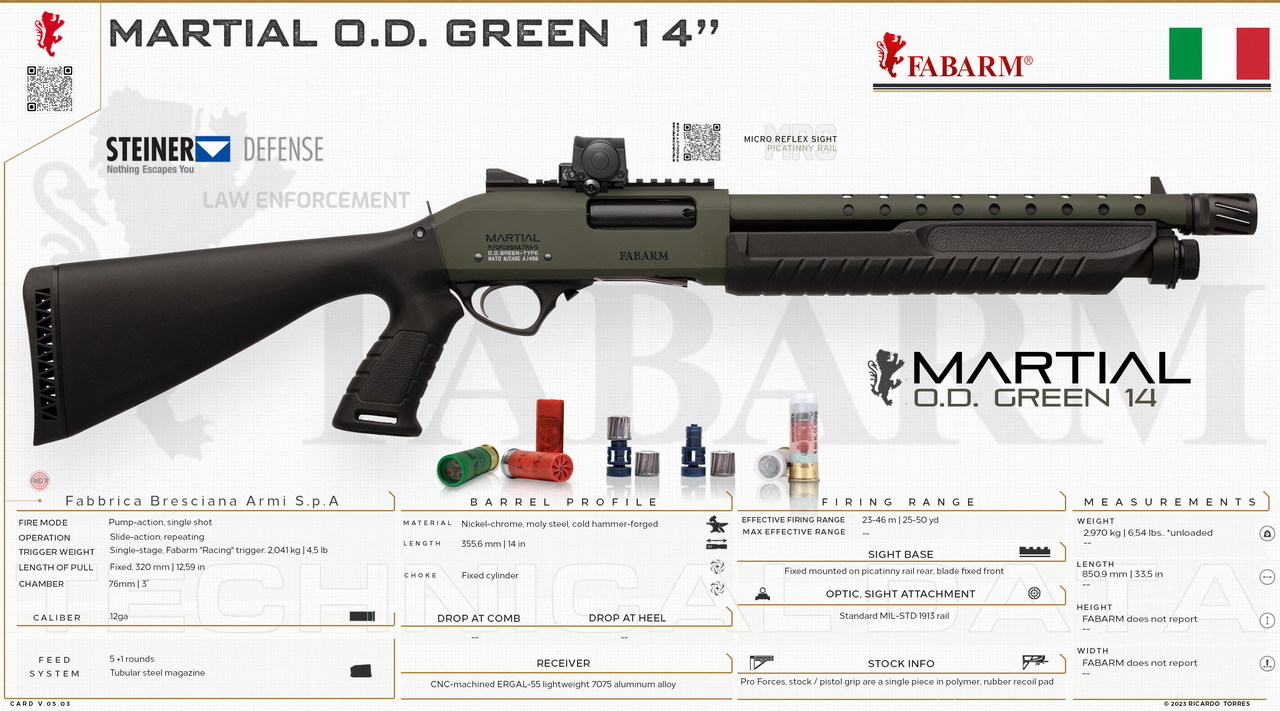 MARTIAL O.D. GREEN 14”
FABARM®
STEINER DEFENSE
Nothing Escapes You
LAW ENFORCEMENT
MRS
MICRO REFLEX SIGHT
PICATINNY RAIL
MARTIAL
O.D. GREEN-TYPE
FABARM
FABARM
MARTIAL
O.D. GREEN 14
TECHNICAL DATA
Fabbrica Bresciana Armi S.p.A
FIRE MODE Pump-action, single shot
OPERATION Slide-action, repeating
TRIGGER WEIGHT Single-stage, Fabarm "Racing" trigger. 2,041 kg | 4,5 lb
LENGTH OF PULL Fixed, 320 mm | 12,59 in
CHAMBER 76mm | 3"
CALIBER .12ga
FEED SYSTEM
5 +1 rounds
Tubular steel magazine
BARREL PROFILE
MATERIAL Nickel-chrome, moly steel, cold hammer-forged
LENGTH 355,6 mm | 14 in
CHOKE Fixed cylinder
DROP AT COMB DROP AT HEEL
-- --
RECEIVER
CNC-machined ERGAL-55 lightweight 7075 aluminum alloy
FIRING RANGE
EFFECTIVE FIRING RANGE 23-46 m | 25-50 yd
MAX EFFECTIVE RANGE --
SIGHT BASE
Fixed mounted on picatinny rail rear, blade fixed front
OPTIC, SIGHT ATTACHMENT
Standard MIL-STD 1913 rail
STOCK INFO
Pro Forces, stock / pistol grip are a single piece in polymer, rubber recoil pad
MEASUREMENTS
WEIGHT
2,970 kg | 6,54 lbs. *unloaded
--
LENGTH
850,9 mm | 33,5 in
--
HEIGHT
FABARM does not report
--
WIDTH
FABARM does not report
CARD V.05.03
© 2023 RICARDO TORRES